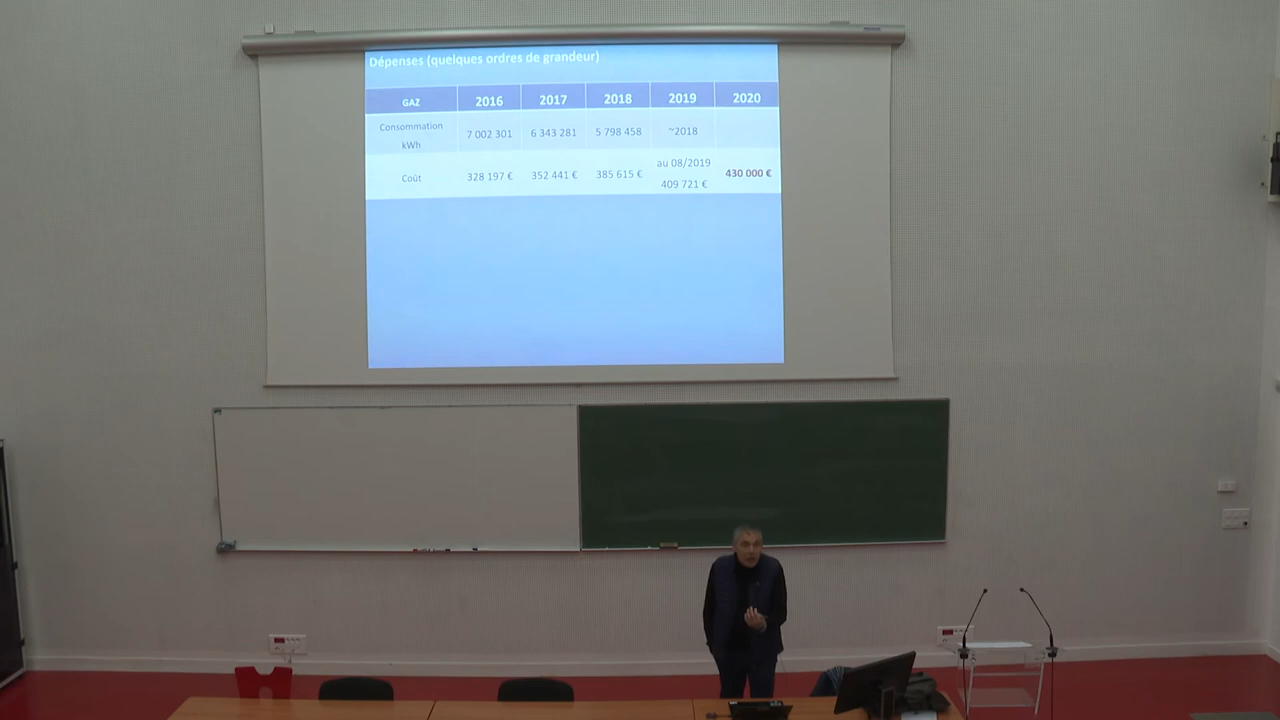 Dépenses (quelques ordres de grandeur)
GAZ 2016 2017 2018 2019 2020
Consommation kWh 7 002 301 6 343 281 5 798 458 ~2018
Coût 328 197 € 352 441 € 385 615 € au 08/2019 409 721 € 430 000 €